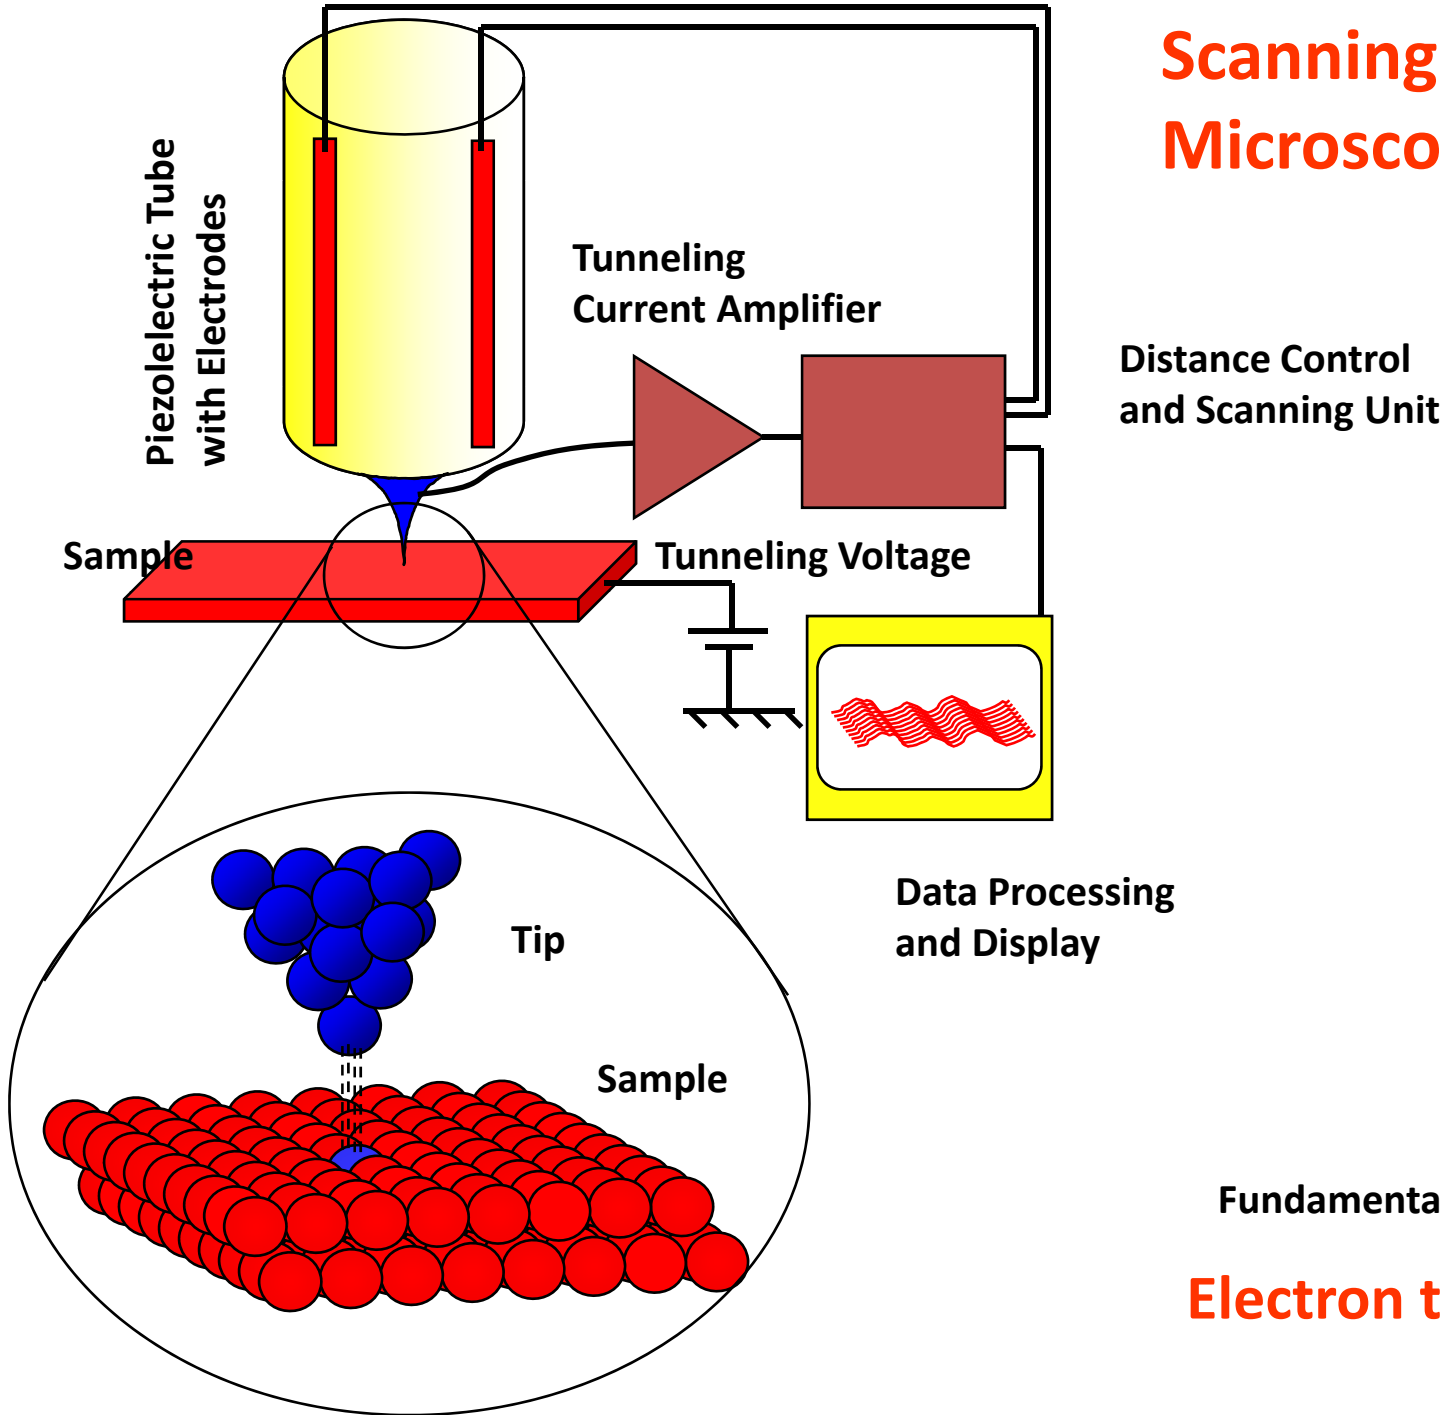 Scanning
Microsco
Piezolelectric Tube
with Electrodes
Tunneling
Current Amplifier
Distance Control
and Scanning Unit
Sample
Tunneling Voltage
Data Processing
and Display
Tip
Sample
Fundamenta
Electron t